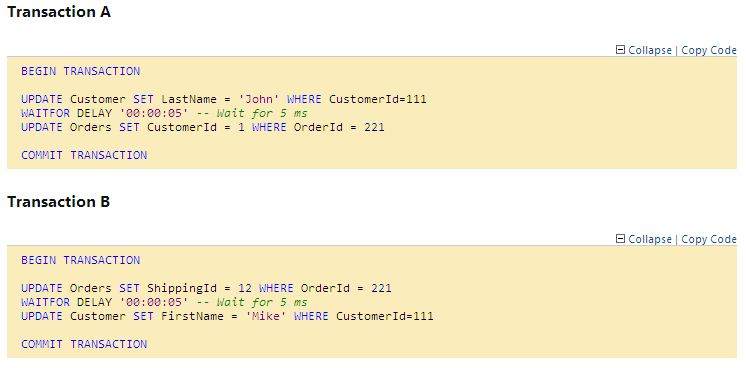 Transaction A
Collapse | Copy Code
BEGIN TRANSACTION
UPDATE Customer SET LastName = 'John' WHERE CustomerId=111
WAITFOR DELAY '00:00:05' -- Wait for 5 ms
UPDATE Orders SET CustomerId = 1 WHERE OrderId = 221
COMMIT TRANSACTION
Transaction B
Collapse | Copy Code
BEGIN TRANSACTION
UPDATE Orders SET ShippingId = 12 WHERE OrderId = 221
WAITFOR DELAY '00:00:05' -- Wait for 5 ms
UPDATE Customer SET FirstName = 'Mike' WHERE CustomerId=111
COMMIT TRANSACTION